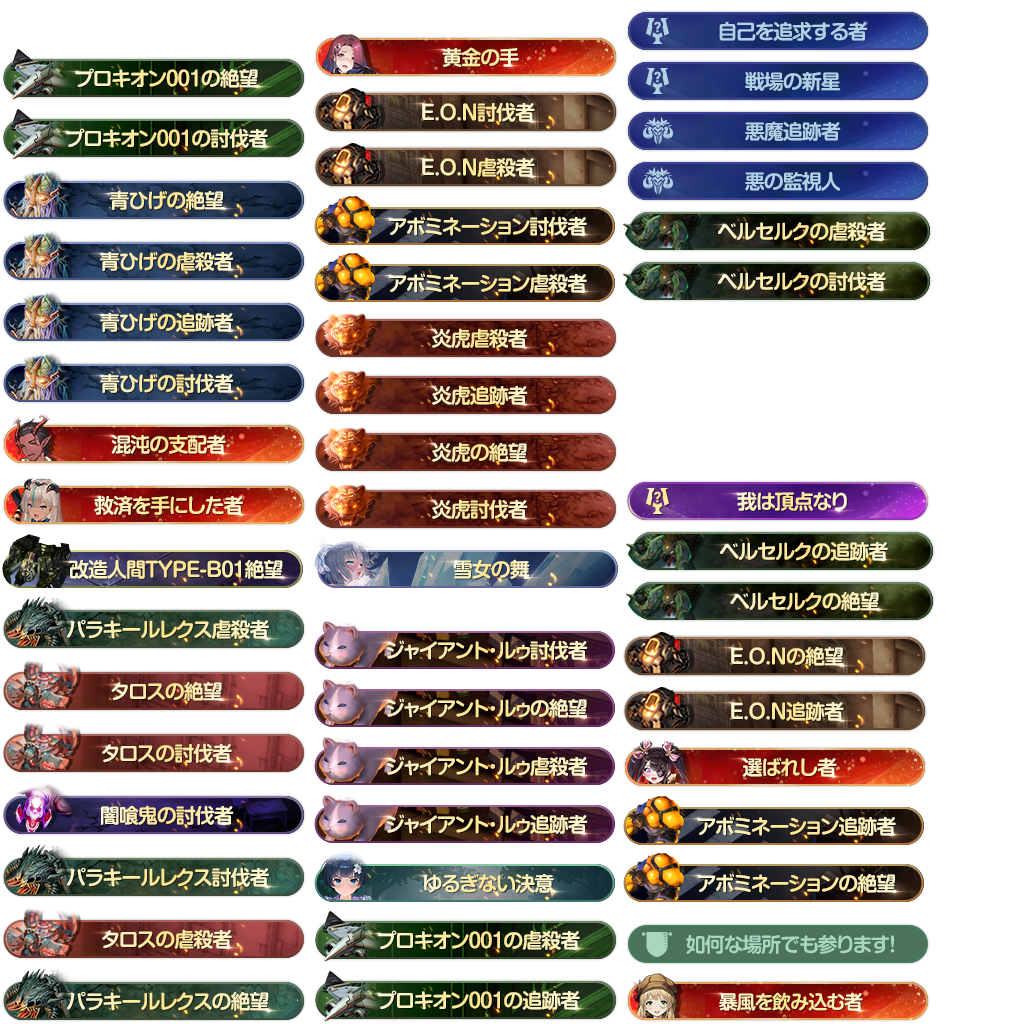 プロキオン001の絶望
プロキオン001の討伐者
青ひげの絶望
青ひげの虐殺者
青ひげの追跡者
青ひげの討伐者
混沌の支配者
救済を手にした者
改造人間TYPE-B01絶望
パラキールレクス虐殺者
タロスの絶望
タロスの討伐者
闇喰鬼の討伐者
パラキールレクス討伐者
タロスの虐殺者
パラキールレクスの絶望
黄金の手
E.O.N討伐者
E.O.N虐殺者
アボミネーション討伐者
アボミネーション虐殺者
炎虎虐殺者
炎虎追跡者
炎虎の絶望
炎虎討伐者
雪女の舞
ジャイアント・ルゥ討伐者
ジャイアント・ルゥの絶望
ジャイアント・ルゥ虐殺者
ジャイアント・ルゥ追跡者
ゆるぎない決意
プロキオン001の虐殺者
プロキオン001の追跡者
自己を追求する者
戦場の新星
悪魔追跡者
悪の監視人
ベルセルクの虐殺者
ベルセルクの討伐者
我は頂点なり
ベルセルクの追跡者
ベルセルクの絶望
E.O.Nの絶望
E.O.N追跡者
選ばれし者
アボミネーション追跡者
アボミネーションの絶望
如何な場所でも参ります!
暴風を飲み込む者